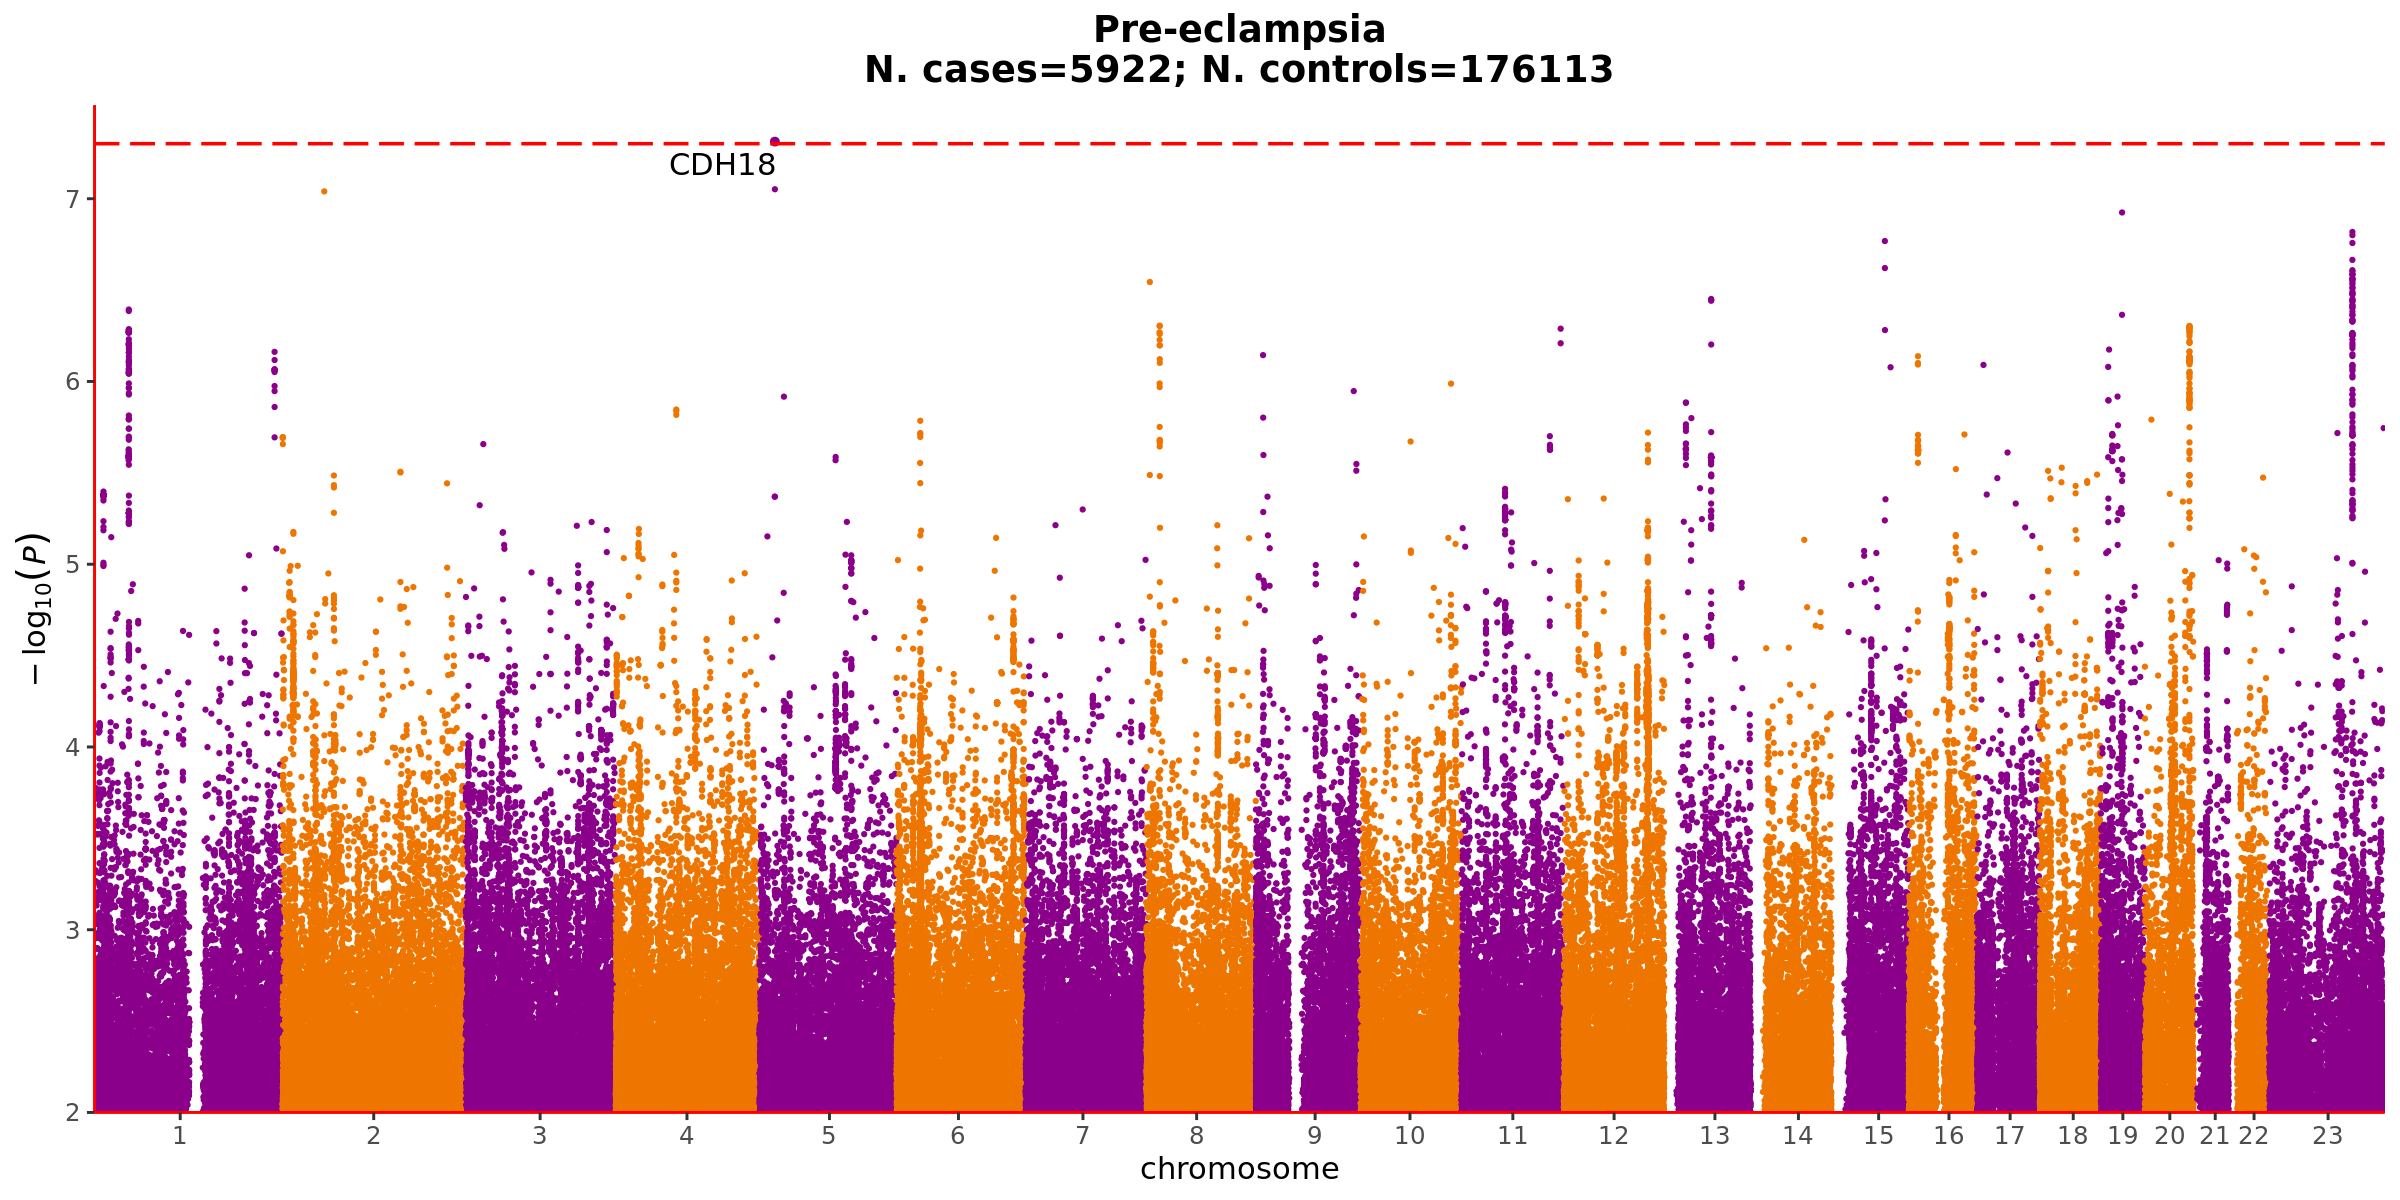 Pre-eclampsia
N. cases=5922; N. controls=176113
CDH18
7
6
5
4
3
2
−log₁₀(P)
1 2 3 4 5 6 7 8 9 10 11 12 13 14 15 16 17 18 19 20 21 22 23
chromosome